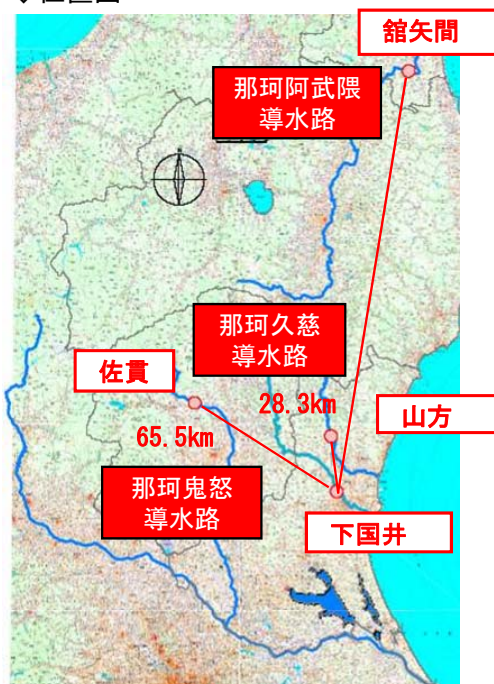 舘矢間
那珂阿武隈
導水路
那珂久慈
導水路
佐貫
28.3km
山方
65.5km
那珂鬼怒
導水路
下国井